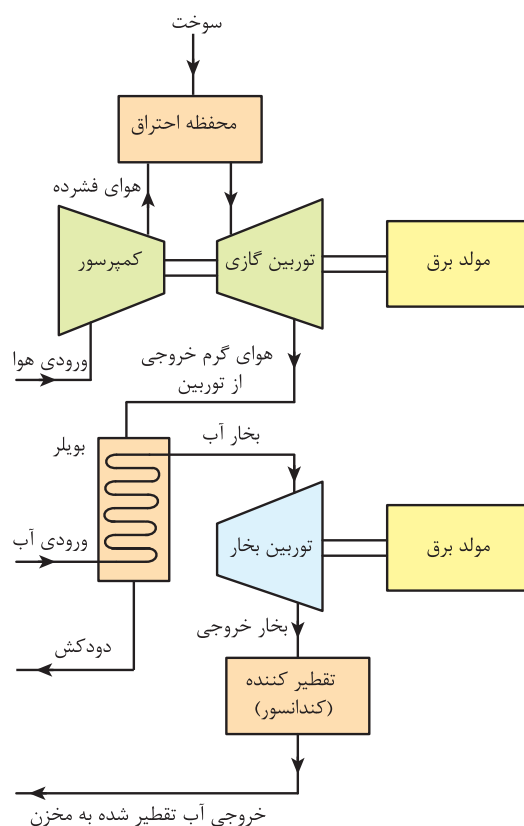 سوخت
محفظه احتراق
هوای فشرده
کمپرسور
توربین گازی
مولد برق
ورودی هوا
هوای گرم خروجی
از توربین
بویلر
بخار آب
ورودی آب
توربین بخار
مولد برق
بخار خروجی
دودکش
تقطیر کننده
(کندانسور)
خروجی آب تقطیر شده به مخزن